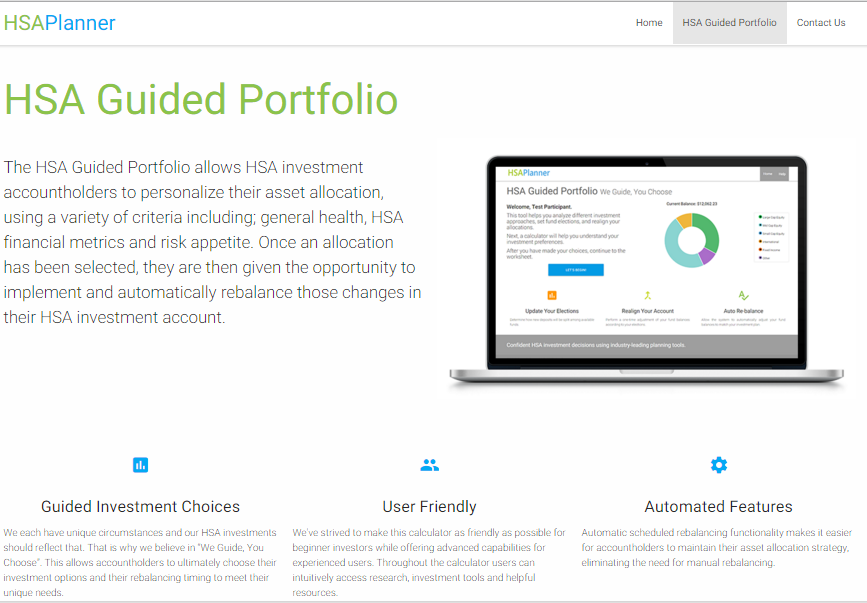 HSAPlanner
Home
HSA Guided Portfolio
Contact Us
HSA Guided Portfolio
The HSA Guided Portfolio allows HSA investment
accountholders to personalize their asset allocation,
using a variety of criteria including; general health, HSA
financial metrics and risk appetite. Once an allocation
has been selected, they are then given the opportunity to
implement and automatically rebalance those changes in
their HSA investment account.
HSAPlanner
Home
Help
HSA Guided Portfolio We Guide, You Choose
Welcome, Test Participant.
This tool helps you analyze different investment
approaches, set fund elections, and realign your
allocations.
Next, a calculator will help you understand your
investment preferences.
After you have made your choices, continue to the
worksheet.
LET'S BEGIN
Current Balance:
International
Update Your Elections
Realign Your Account
Auto Re-balance
Confident HSA investment decisions using industry-leading planning tools.
Guided Investment Choices
We each have unique circumstances and our HSA investments
should reflect that. That is why we believe in "We Guide, You
Choose". This allows accountholders to ultimately choose their
investment options and their rebalancing timing to meet their
unique needs.
User Friendly
We've strived to make this calculator as friendly as possible for
beginner investors while offering advanced capabilities for
experienced users. Throughout the calculator users can
intuitively access research, investment tools and helpful
resources.
Automated Features
Automatic scheduled rebalancing functionality makes it easier
for accountholders to maintain their asset allocation strategy,
eliminating the need for manual rebalancing.